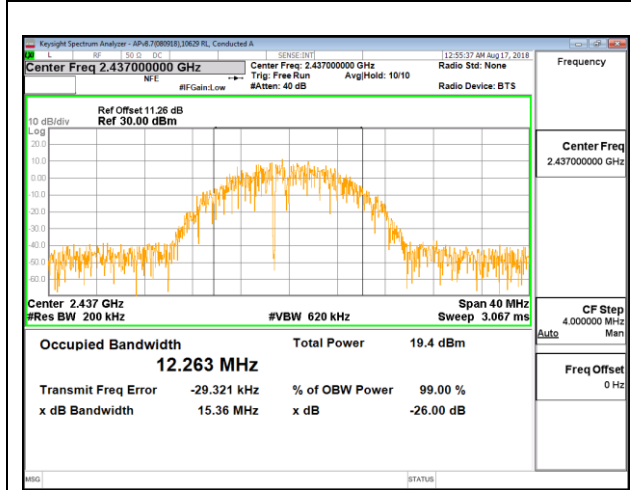 Keysight Spectrum Analyzer - APv8.7(080918),10629 RL, Conducted A
L RF 50 Ω DC SENSE:INT 12:55:37 AM Aug 17, 2018
Center Freq 2.437000000 GHz Center Freq: 2.437000000 GHz Radio Std: None Frequency
NFE Trig: Free Run Avg|Hold: 10/10
#IFGain:Low #Atten: 40 dB Radio Device: BTS
Ref Offset 11.26 dB
10 dB/div Ref 30.00 dBm
Log
20.0
10.0
0.00
-10.0
-20.0
-30.0
-40.0
-50.0
-60.0
Center Freq
2.437000000 GHz
Center 2.437 GHz Span 40 MHz
#Res BW 200 kHz #VBW 620 kHz Sweep 3.067 ms
CF Step
4.000000 MHz
Auto Man
Occupied Bandwidth Total Power 19.4 dBm
12.263 MHz
Freq Offset
0 Hz
Transmit Freq Error -29.321 kHz % of OBW Power 99.00 %
x dB Bandwidth 15.36 MHz x dB -26.00 dB
MSG STATUS